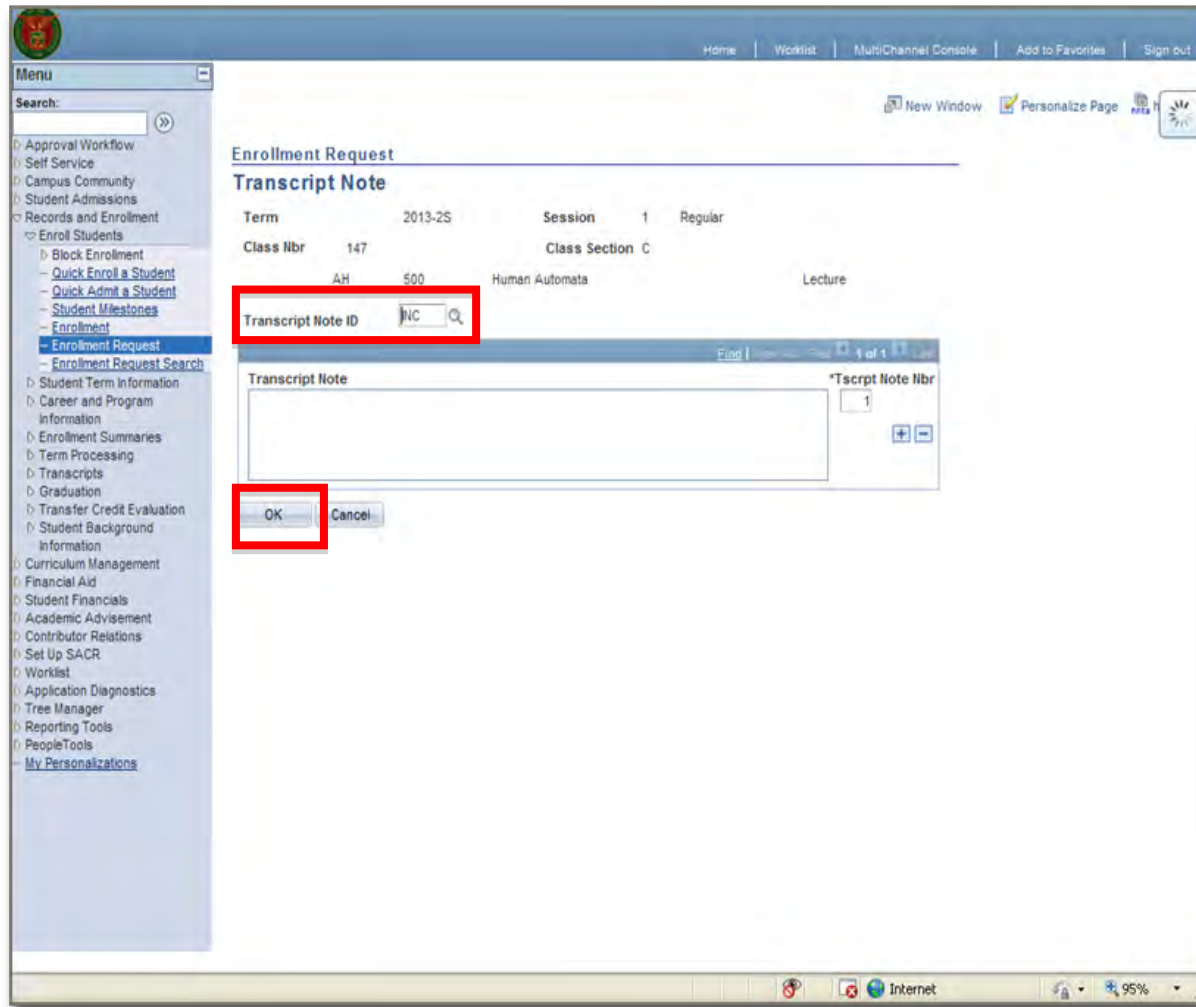 Home | Worklist | MultiChannel Console | Add to Favorites | Sign out
Menu
Search:
New Window Personalize Page
Approval Workflow
Self Service
Campus Community
Student Admissions
Records and Enrollment
Enroll Students
Block Enrollment
Quick Enroll a Student
Quick Admit a Student
Student Milestones
Enrollment
Enrollment Request
Enrollment Request Search
Student Term Information
Career and Program
Information
Enrollment Summaries
Term Processing
Transcripts
Graduation
Transfer Credit Evaluation
Student Background
Information
Curriculum Management
Financial Aid
Student Financials
Academic Advisement
Contributor Relations
Set Up SACR
Worklist
Application Diagnostics
Tree Manager
Reporting Tools
PeopleTools
My Personalizations
Enrollment Request
Transcript Note
Term 2013-2S Session 1 Regular
Class Nbr 147 Class Section C
AH 500 Human Automata Lecture
Transcript Note ID INC
Find | 1 of 1
Transcript Note *Tscrpt Note Nbr
1
OK Cancel
Internet 95%